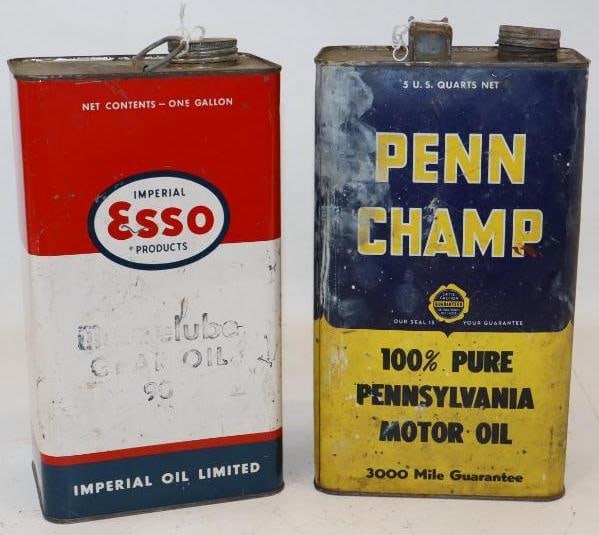 NET CONTENTS — ONE GALLON
IMPERIAL
Esso
PRODUCTS
GEAR OIL
90
IMPERIAL OIL LIMITED
5 U.S. QUARTS NET
PENN
CHAMP
GUARANTEED
OUR SEAL IS YOUR GUARANTEE
100% PURE
PENNSYLVANIA
MOTOR OIL
3000 Mile Guarantee